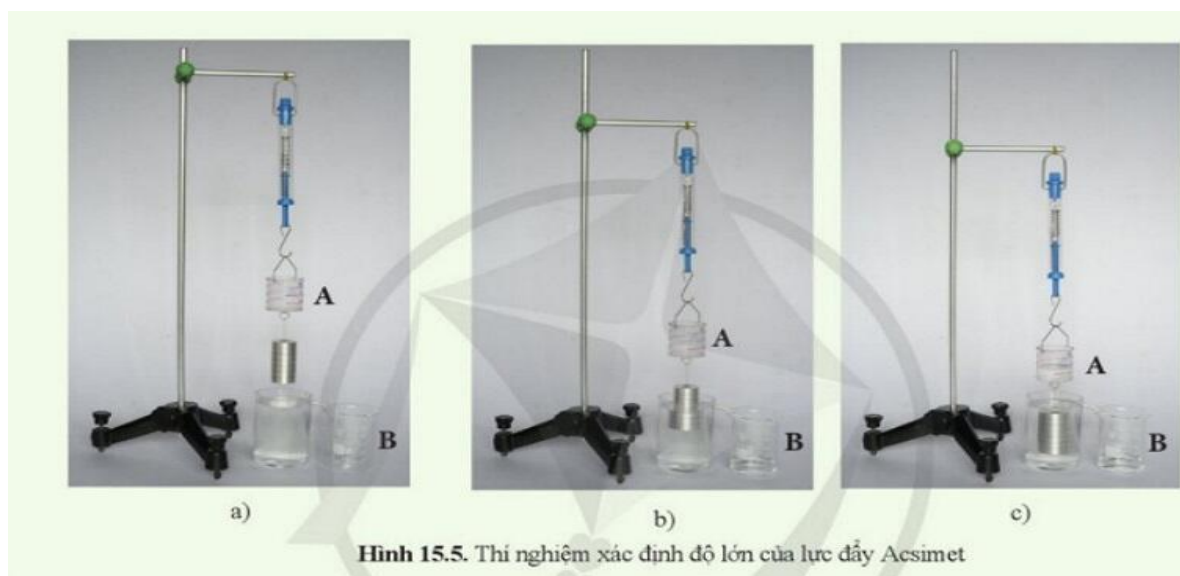 A
B
a)
A
B
b)
A
B
c)
Hình 15.5. Thí nghiệm xác định độ lớn của lực đẩy Acsimet